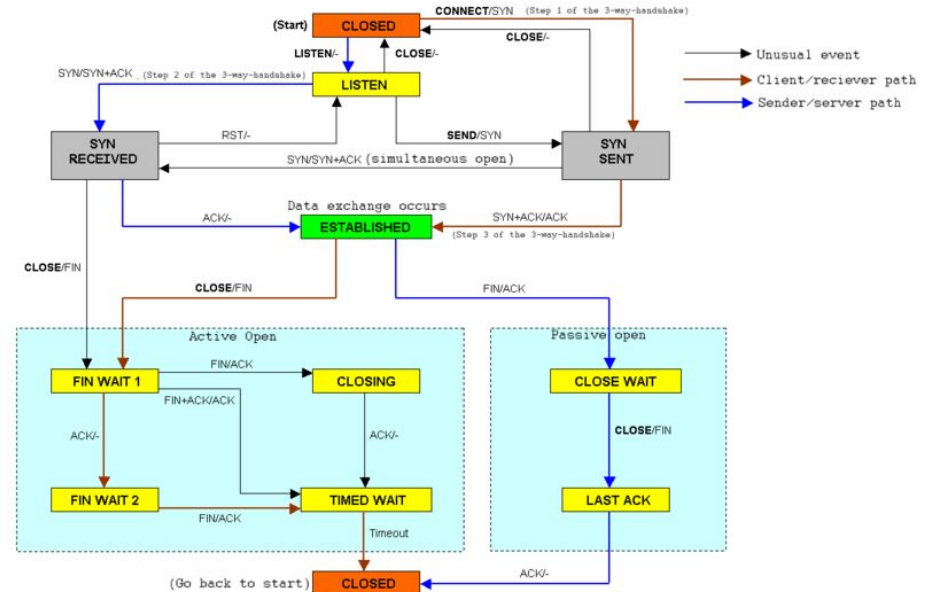 CONNECT/SYN (Step 1 of the 3-way-handshake)
(Start) CLOSED
CLOSE/-
LISTEN/- CLOSE/-
Unusual event
SYN/SYN+ACK (Step 2 of the 3-way-handshake)
LISTEN
Client/reciever path
Sender/server path
RST/- SEND/SYN
SYN
RECEIVED
SYN
SENT
SYN/SYN+ACK (simultaneous open)
Data exchange occurs
ACK/- ESTABLISHED SYN+ACK/ACK
(Step 3 of the 3-way-handshake)
CLOSE/FIN
CLOSE/FIN FIN/ACK
Active Open Passive open
FIN/ACK
FIN WAIT 1 CLOSING CLOSE WAIT
FIN+ACK/ACK
ACK/- ACK/- CLOSE/FIN
FIN WAIT 2 TIMED WAIT LAST ACK
FIN/ACK
Timeout
(Go back to start) CLOSED ACK/-